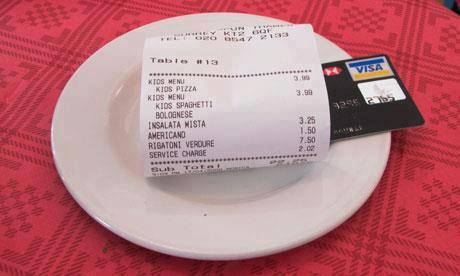 SURREY KT2 6QF
TEL: 020 8547 2133
Table #13
KIDS MENU 3.99
KIDS PIZZA
KIDS MENU 3.99
KIDS SPAGHETTI
BOLOGNESE
INSALATA MISTA 3.25
AMERICANO 1.50
RIGATONI VERDURE 7.50
SERVICE CHARGE 2.02
Sub Total 22.25
VISA